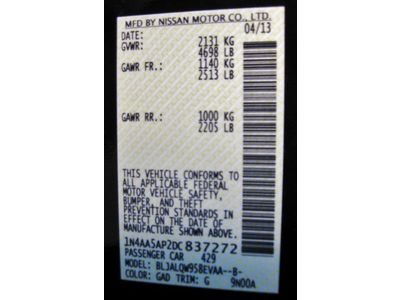 MFD BY NISSAN MOTOR CO., LTD.
DATE: 04/13
GVWR: 2131 KG
4698 LB
GAWR FR.: 1140 KG
2513 LB
GAWR RR.: 1000 KG
2205 LB
THIS VEHICLE CONFORMS TO
ALL APPLICABLE FEDERAL
MOTOR VEHICLE SAFETY,
BUMPER, AND THEFT
PREVENTION STANDARDS IN
EFFECT ON THE DATE OF
MANUFACTURE SHOWN ABOVE.
1N4AA5AP2DC837272
PASSENGER CAR 429
MODEL: BLJALQW958EVAA--B-
COLOR: GAD TRIM: G 9N00A